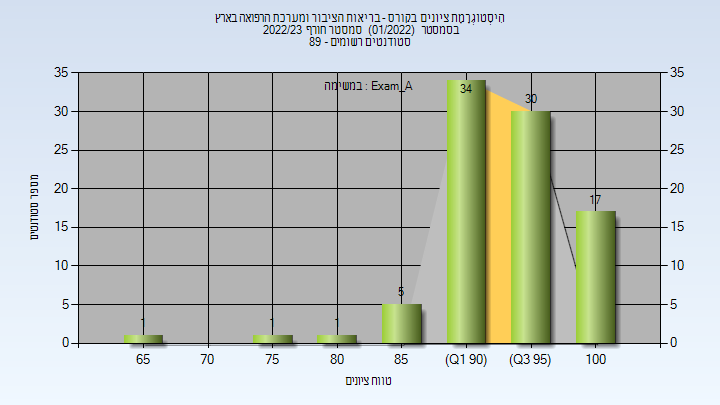 הִיסְטוֹגְרָמַת ציונים בקורס - בריאות הציבור ומערכת הרפואה בארץ
בסמסטר (01/2022) סמסטר חורף 2022/23
סטודנטים רשומים - 89
במשימה : Exam_A
35 35
30 30
25 25
20 20
15 15
10 10
5 5
0 0
1 1 1 5 34 30 17
65 70 75 80 85 (Q1 90) (Q3 95) 100
מספר סטודנטים
טווח ציונים